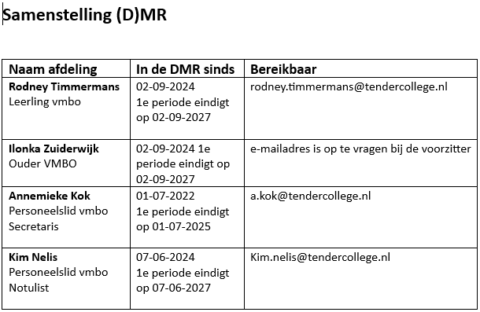 Samenstelling (D)MR
Naam afdeling In de DMR sinds Bereikbaar
Rodney Timmermans
Leerling vmbo
02-09-2024
1e periode eindigt
op 02-09-2027
rodney.timmermans@tendercollege.nl
Ilonka Zuiderwijk
Ouder VMBO
02-09-2024 1e
periode eindigt op
02-09-2027
e-mailadres is op te vragen bij de voorzitter
Annemieke Kok
Personeelslid vmbo
Secretaris
01-07-2022
1e periode eindigt
op 01-07-2025
a.kok@tendercollege.nl
Kim Nelis
Personeelslid vmbo
Notulist
07-06-2024
1e periode eindigt
op 07-06-2027
Kim.nelis@tendercollege.nl